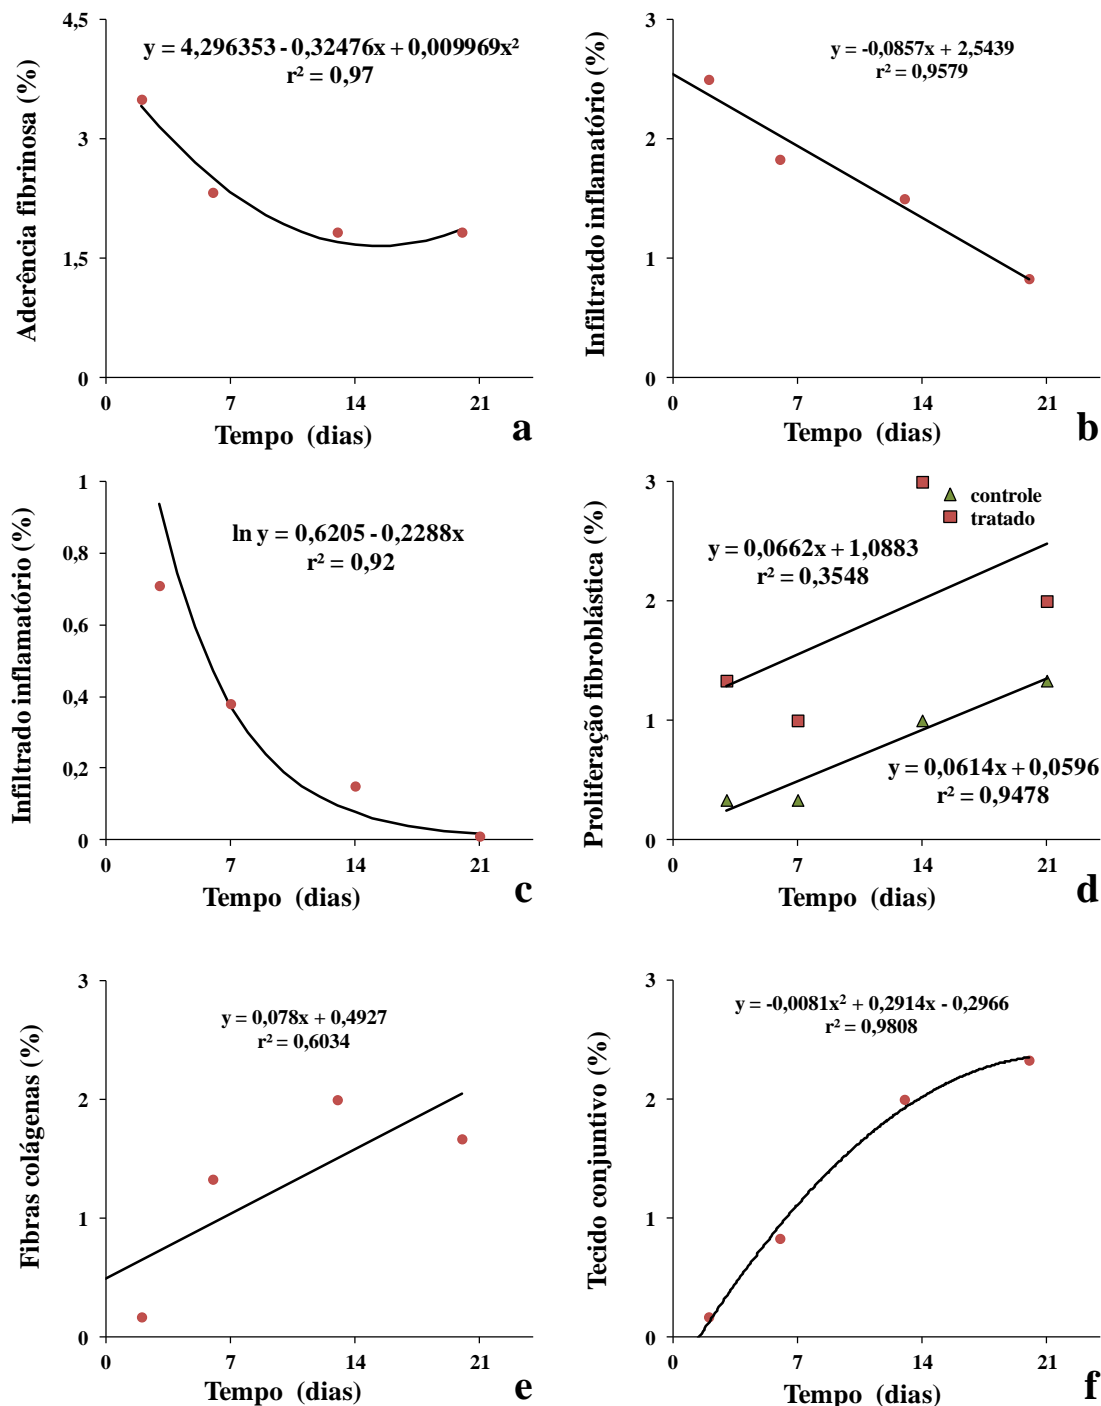 4,5
3
1,5
0
Aderência fibrinosa (%)
y = 4,296353 - 0,32476x + 0,009969x²
r² = 0,97
0 7 14 21
Tempo (dias)
a
3
2
1
0
Infiltratdo inflamatório (%)
y = -0,0857x + 2,5439
r² = 0,9579
0 7 14 21
Tempo (dias)
b
1
0,8
0,6
0,4
0,2
0
Infiltrado inflamatório (%)
ln y = 0,6205 - 0,2288x
r² = 0,92
0 7 14 21
Tempo (dias)
c
3
2
1
0
Proliferação fibroblástica (%)
controle
tratado
y = 0,0662x + 1,0883
r² = 0,3548
y = 0,0614x + 0,0596
r² = 0,9478
0 7 14 21
Tempo (dias)
d
3
2
1
0
Fibras colágenas (%)
y = 0,078x + 0,4927
r² = 0,6034
0 7 14 21
Tempo (dias)
e
3
2
1
0
Tecido conjuntivo (%)
y = -0,0081x² + 0,2914x - 0,2966
r² = 0,9808
0 7 14 21
Tempo (dias)
f